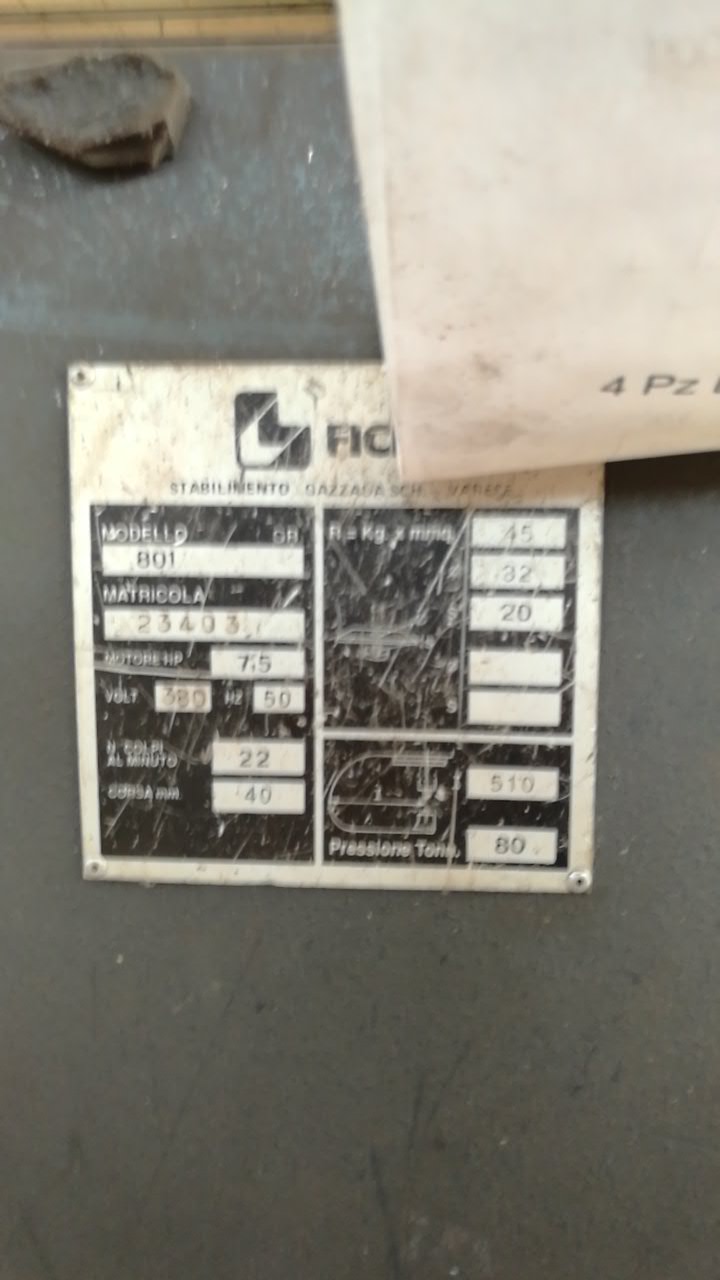 4 Pz
FIC
STABILIMENTO GAZZADA SCH. VARESE
MODELLO OR
801
MATRICOLA
23403
MOTORE HP 7,5
VOLT 380 HZ 50
N. COLPI
AL MINUTO 22
CORSA mm. 40
R = Kg. x mmq. 45
32
20
510
Pressione Tonn. 80